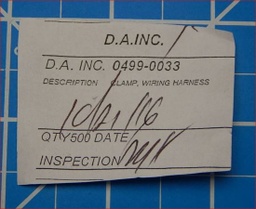 D.A.INC.
D.A. INC. 0499-0033
DESCRIPTION CLAMP, WIRING HARNESS
10/21/16
QTY500 DATE
INSPECTION